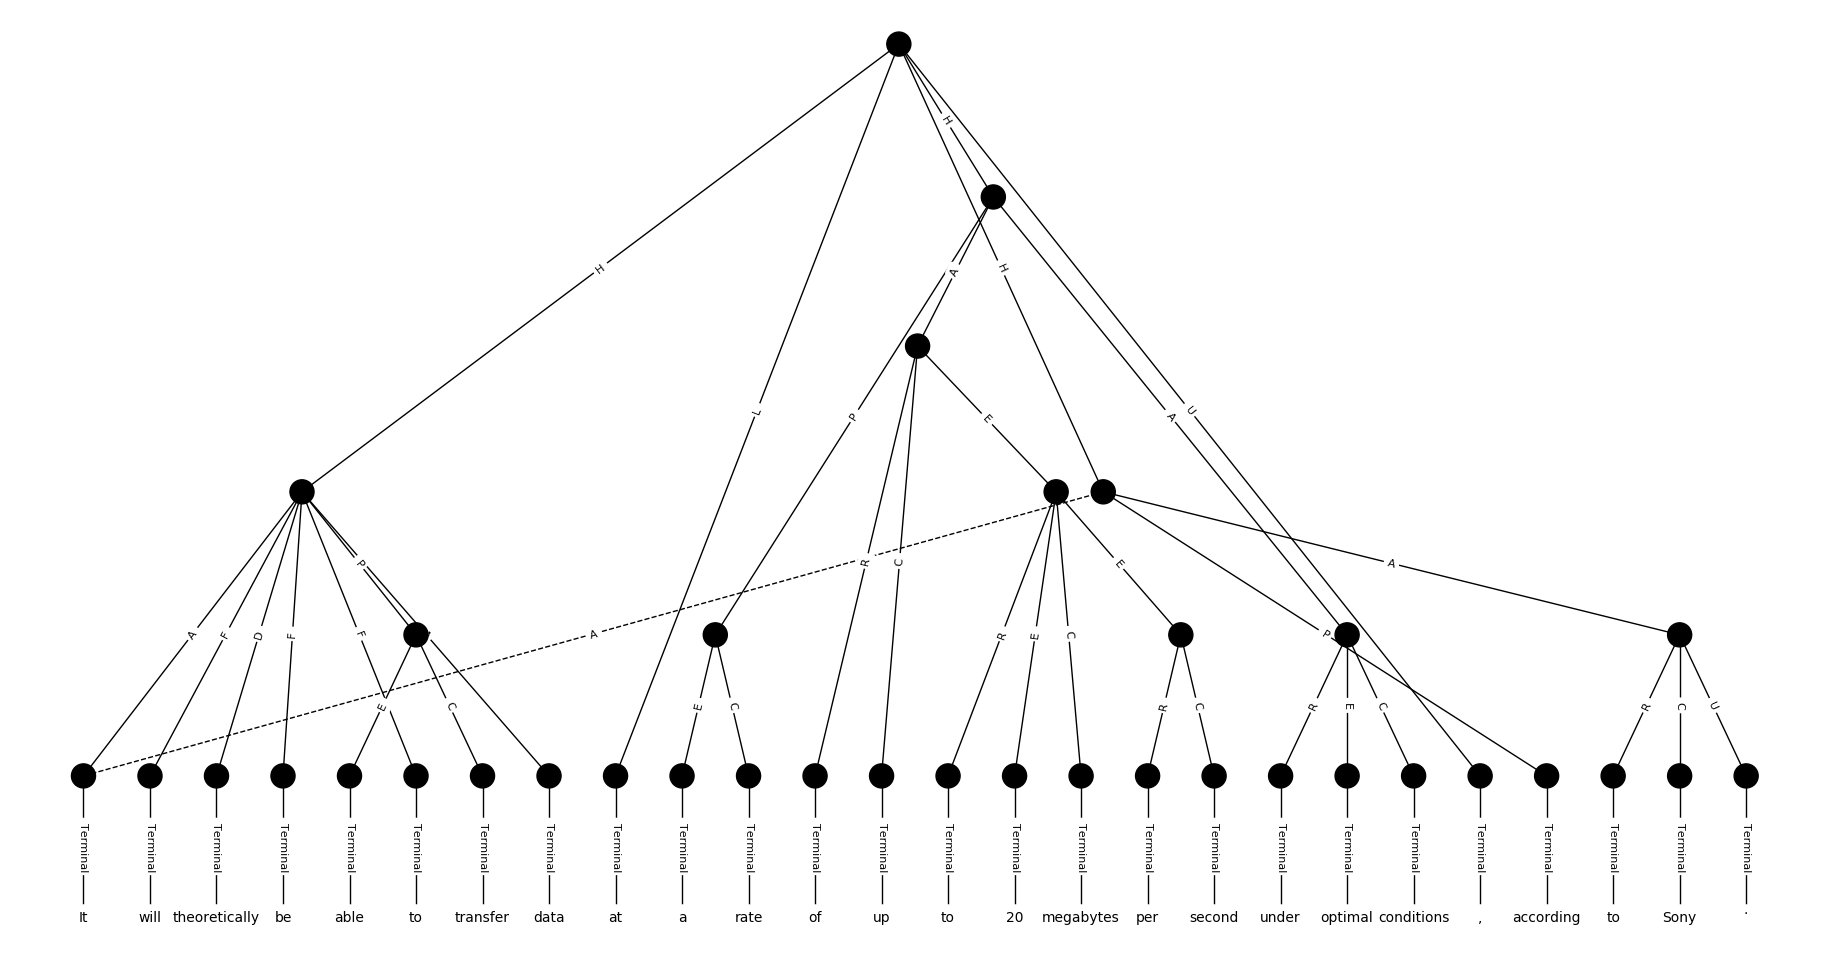 H
H
A
H
L
P
E
A
U
R
C
P
E
A
A
F
D
F
F
A
R
E
C
P
E
C
E
C
R
C
R
E
C
R
C
U
Terminal Terminal Terminal Terminal Terminal Terminal Terminal Terminal Terminal Terminal Terminal Terminal Terminal Terminal Terminal Terminal Terminal Terminal Terminal Terminal Terminal Terminal Terminal Terminal Terminal Terminal
It will theoretically be able to transfer data at a rate of up to 20 megabytes per second under optimal conditions , according to Sony .